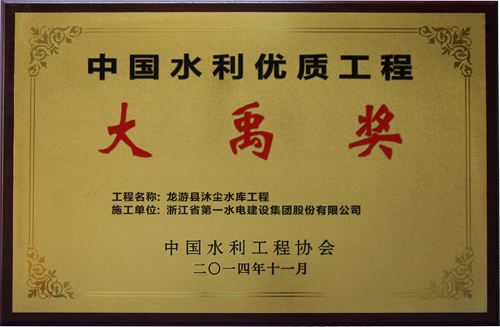 中国水利优质工程
大禹奖
工程名称：龙游县沐尘水库工程
施工单位：浙江省第一水电建设集团股份有限公司
中国水利工程协会
二〇一四年十一月